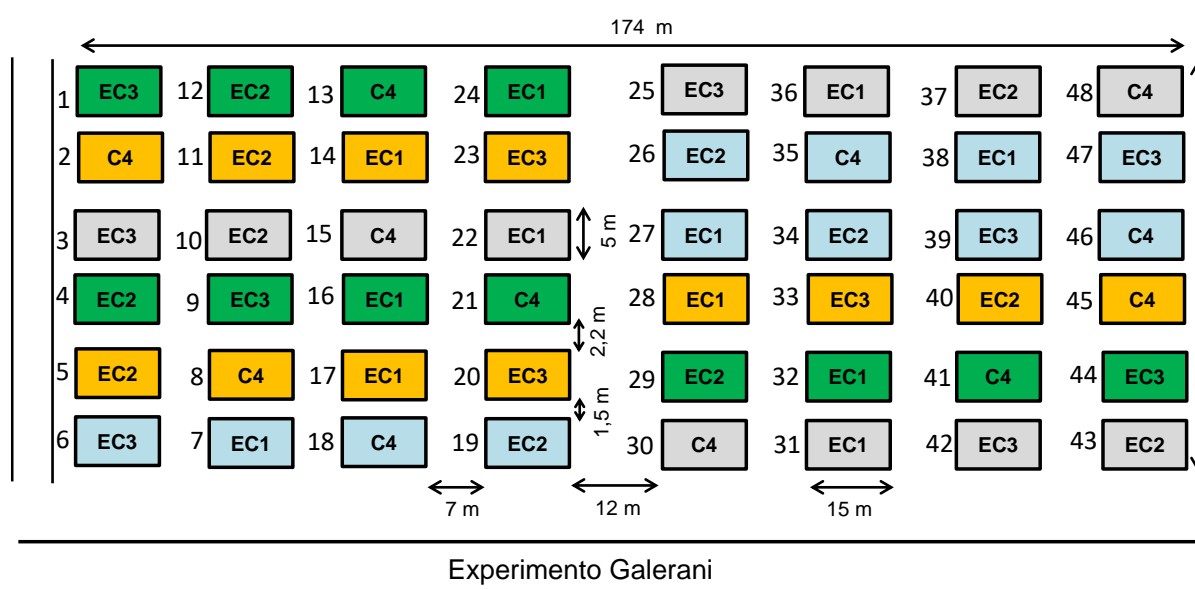 174 m
1 EC3 12 EC2 13 C4 24 EC1 25 EC3 36 EC1 37 EC2 48 C4
2 C4 11 EC2 14 EC1 23 EC3 26 EC2 35 C4 38 EC1 47 EC3
3 EC3 10 EC2 15 C4 22 EC1 5 m 27 EC1 34 EC2 39 EC3 46 C4
4 EC2 9 EC3 16 EC1 21 C4 28 EC1 33 EC3 40 EC2 45 C4
2,2 m
5 EC2 8 C4 17 EC1 20 EC3 29 EC2 32 EC1 41 C4 44 EC3
1,5 m
6 EC3 7 EC1 18 C4 19 EC2 30 C4 31 EC1 42 EC3 43 EC2
7 m 12 m 15 m
Experimento Galerani